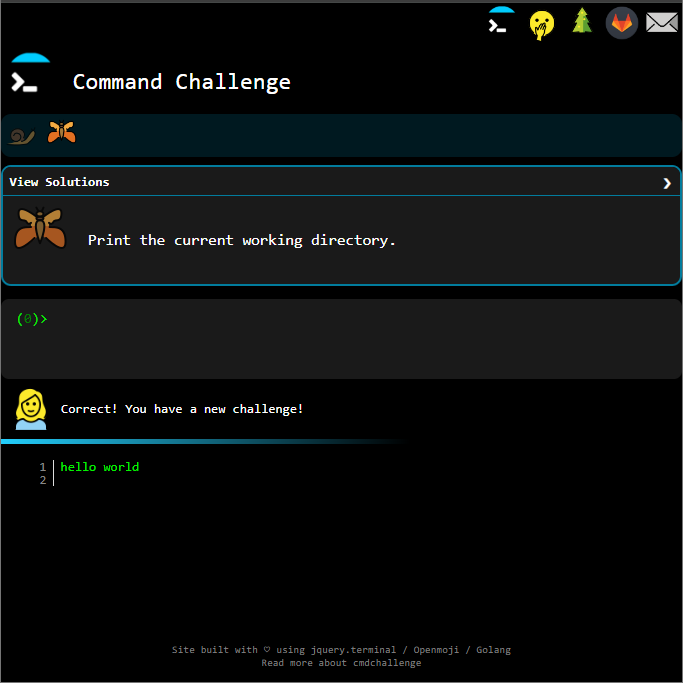 Command Challenge
View Solutions
Print the current working directory.
(0)>
Correct! You have a new challenge!
1 hello world
2
Site built with ♡ using jquery.terminal / Openmoji / Golang
Read more about cmdchallenge